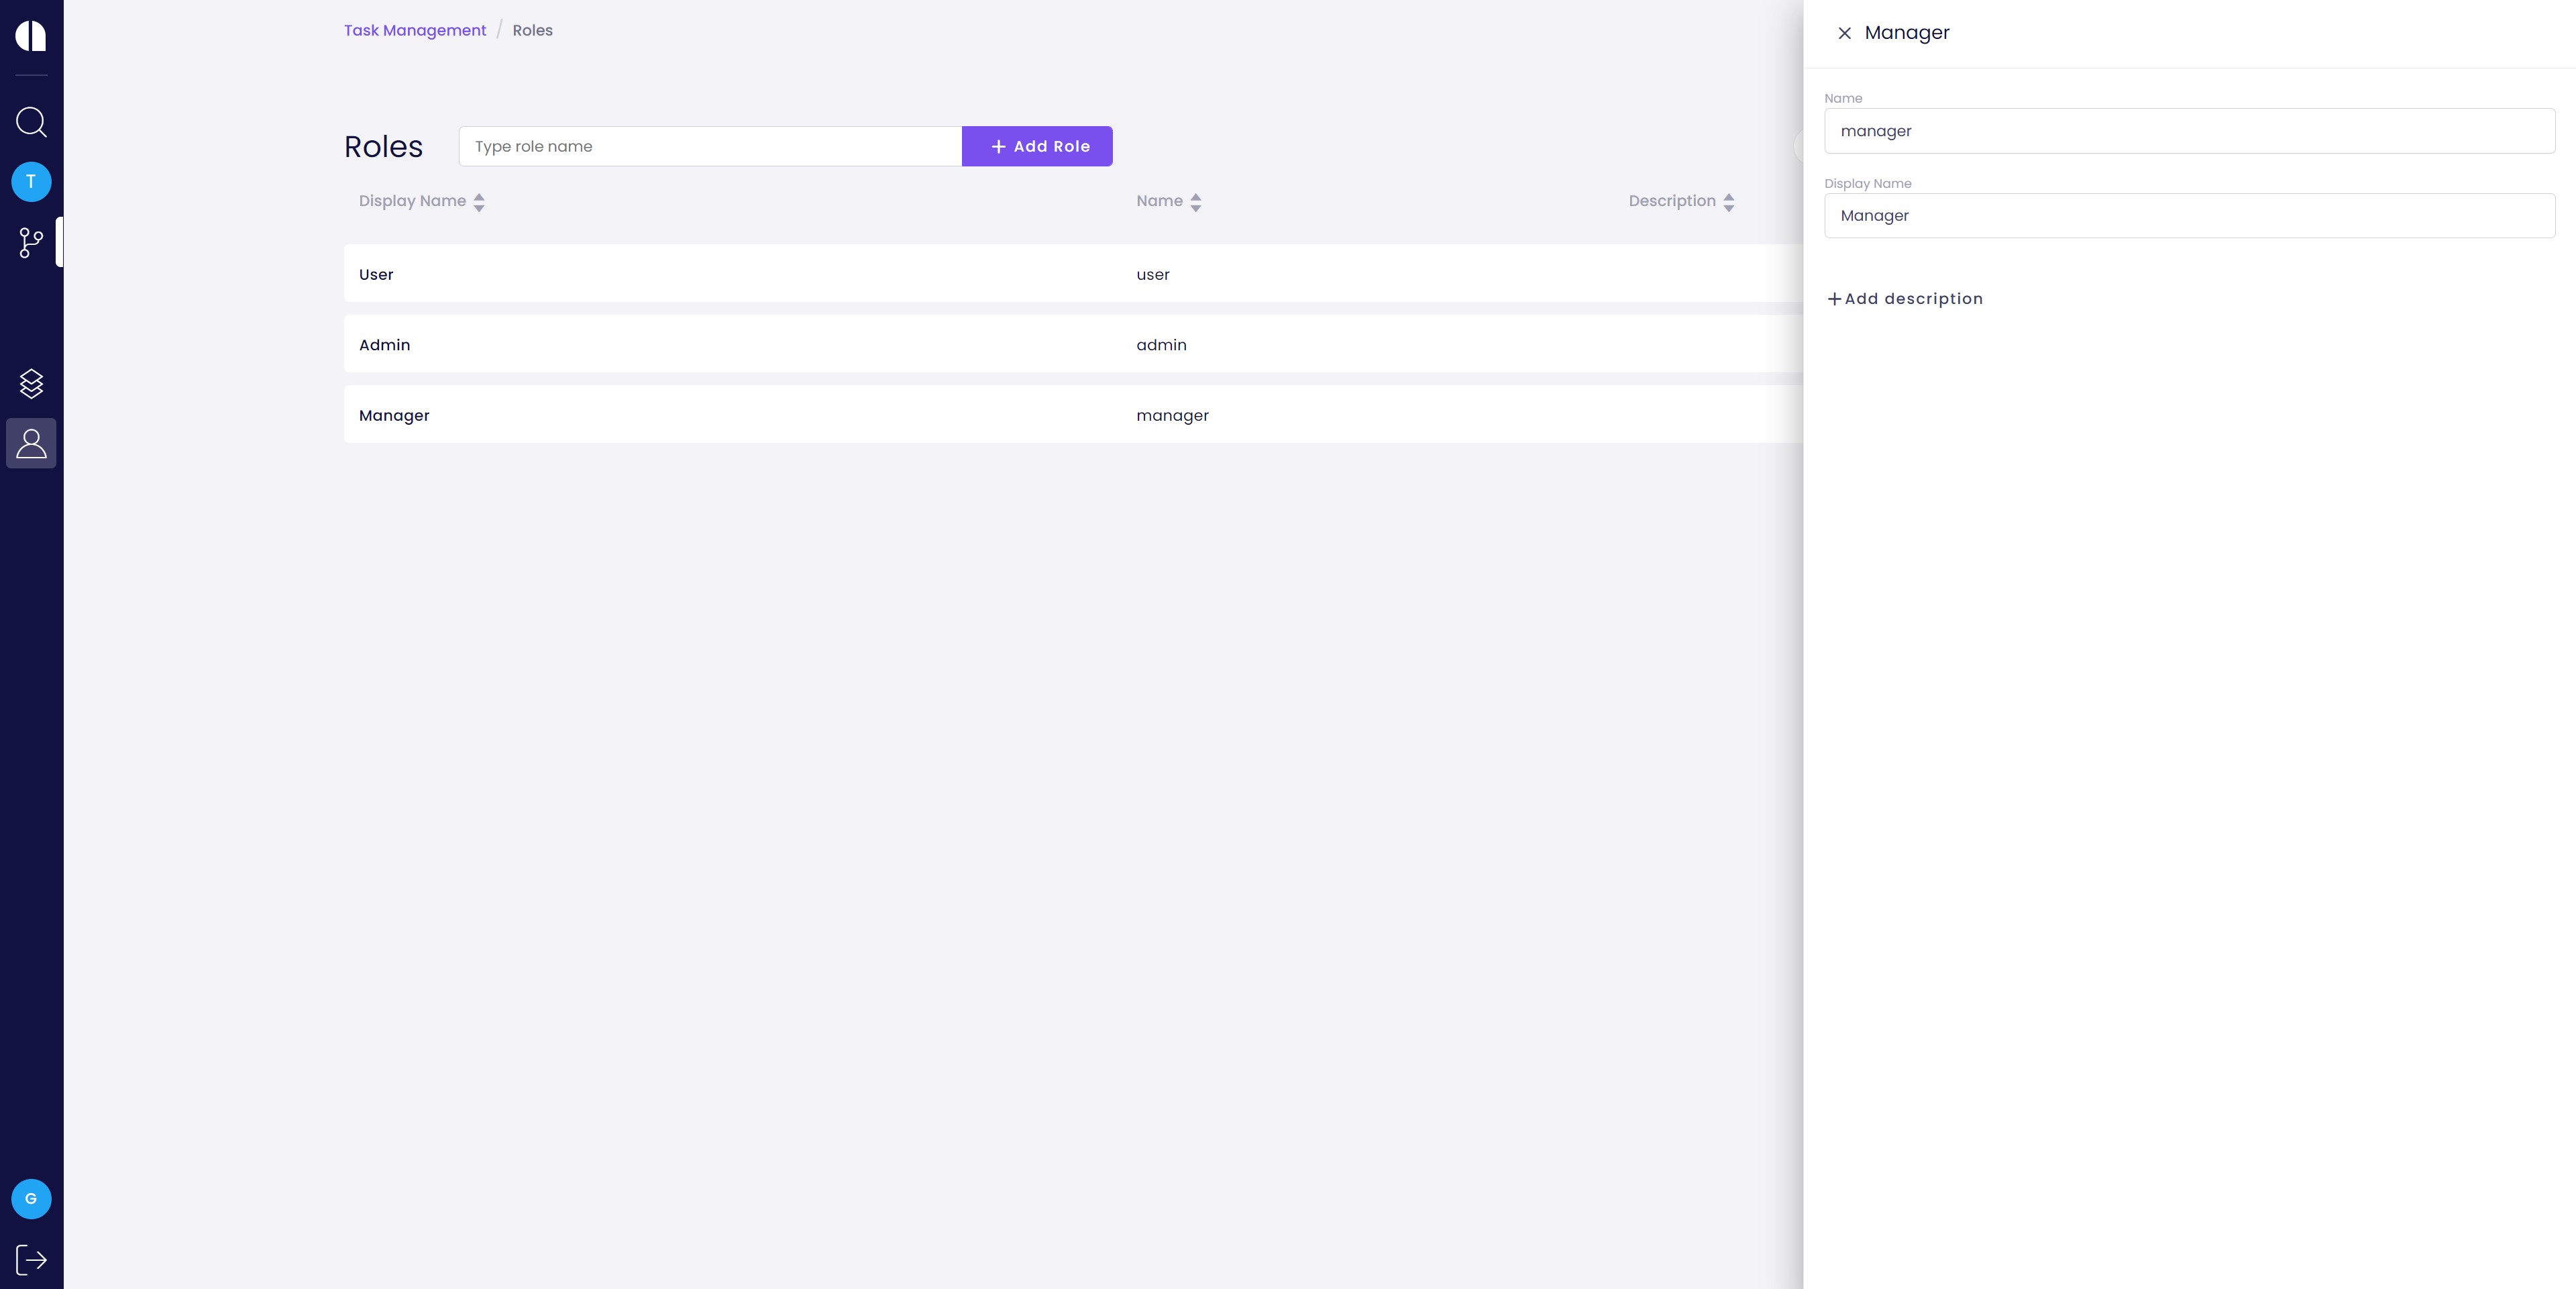 Task Management / Roles
Roles
Type role name
+ Add Role
Display Name
Name
Description
User
user
Admin
admin
Manager
manager
T
G
Manager
Name
manager
Display Name
Manager
+Add description